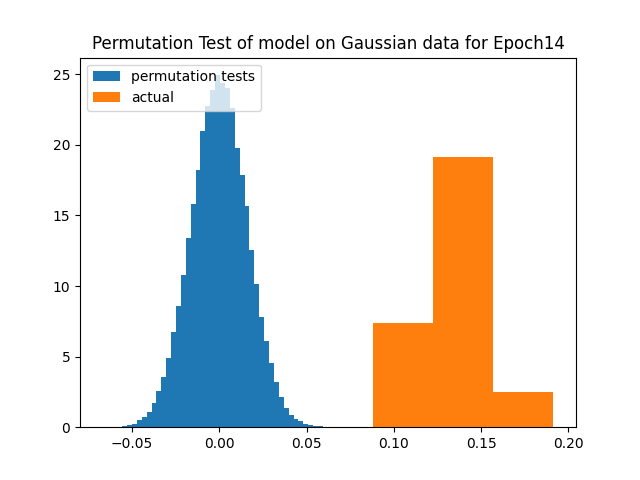 Permutation Test of model on Gaussian data for Epoch14
permutation tests
actual
25
20
15
10
5
0
−0.05 0.00 0.05 0.10 0.15 0.20